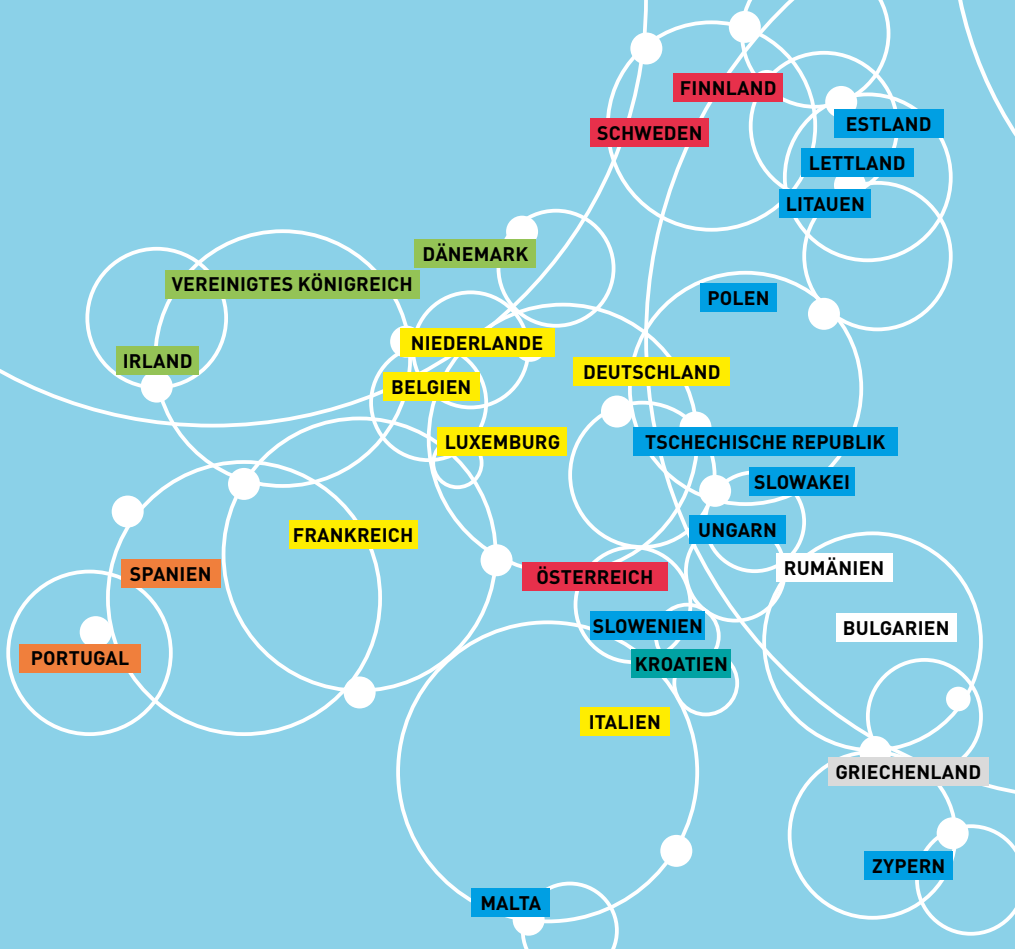 FINNLAND
ESTLAND
SCHWEDEN
LETTLAND
LITAUEN
DÄNEMARK
VEREINIGTES KÖNIGREICH
POLEN
NIEDERLANDE
IRLAND
DEUTSCHLAND
BELGIEN
LUXEMBURG
TSCHECHISCHE REPUBLIK
SLOWAKEI
FRANKREICH
UNGARN
RUMÄNIEN
SPANIEN
ÖSTERREICH
SLOWENIEN
BULGARIEN
PORTUGAL
KROATIEN
ITALIEN
GRIECHENLAND
ZYPERN
MALTA